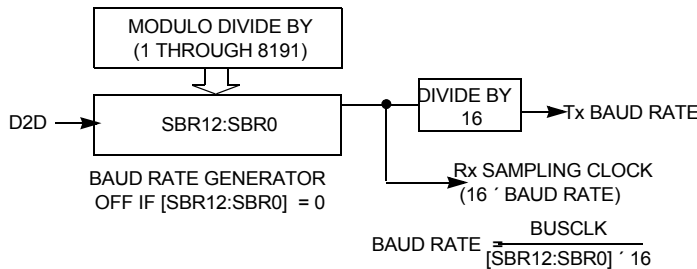 MODULO DIVIDE BY
(1 THROUGH 8191)
D2D
SBR12:SBR0
DIVIDE BY
16
Tx BAUD RATE
BAUD RATE GENERATOR
OFF IF [SBR12:SBR0] = 0
Rx SAMPLING CLOCK
(16 ´ BAUD RATE)
BAUD RATE =
BUSCLK
[SBR12:SBR0] ´ 16